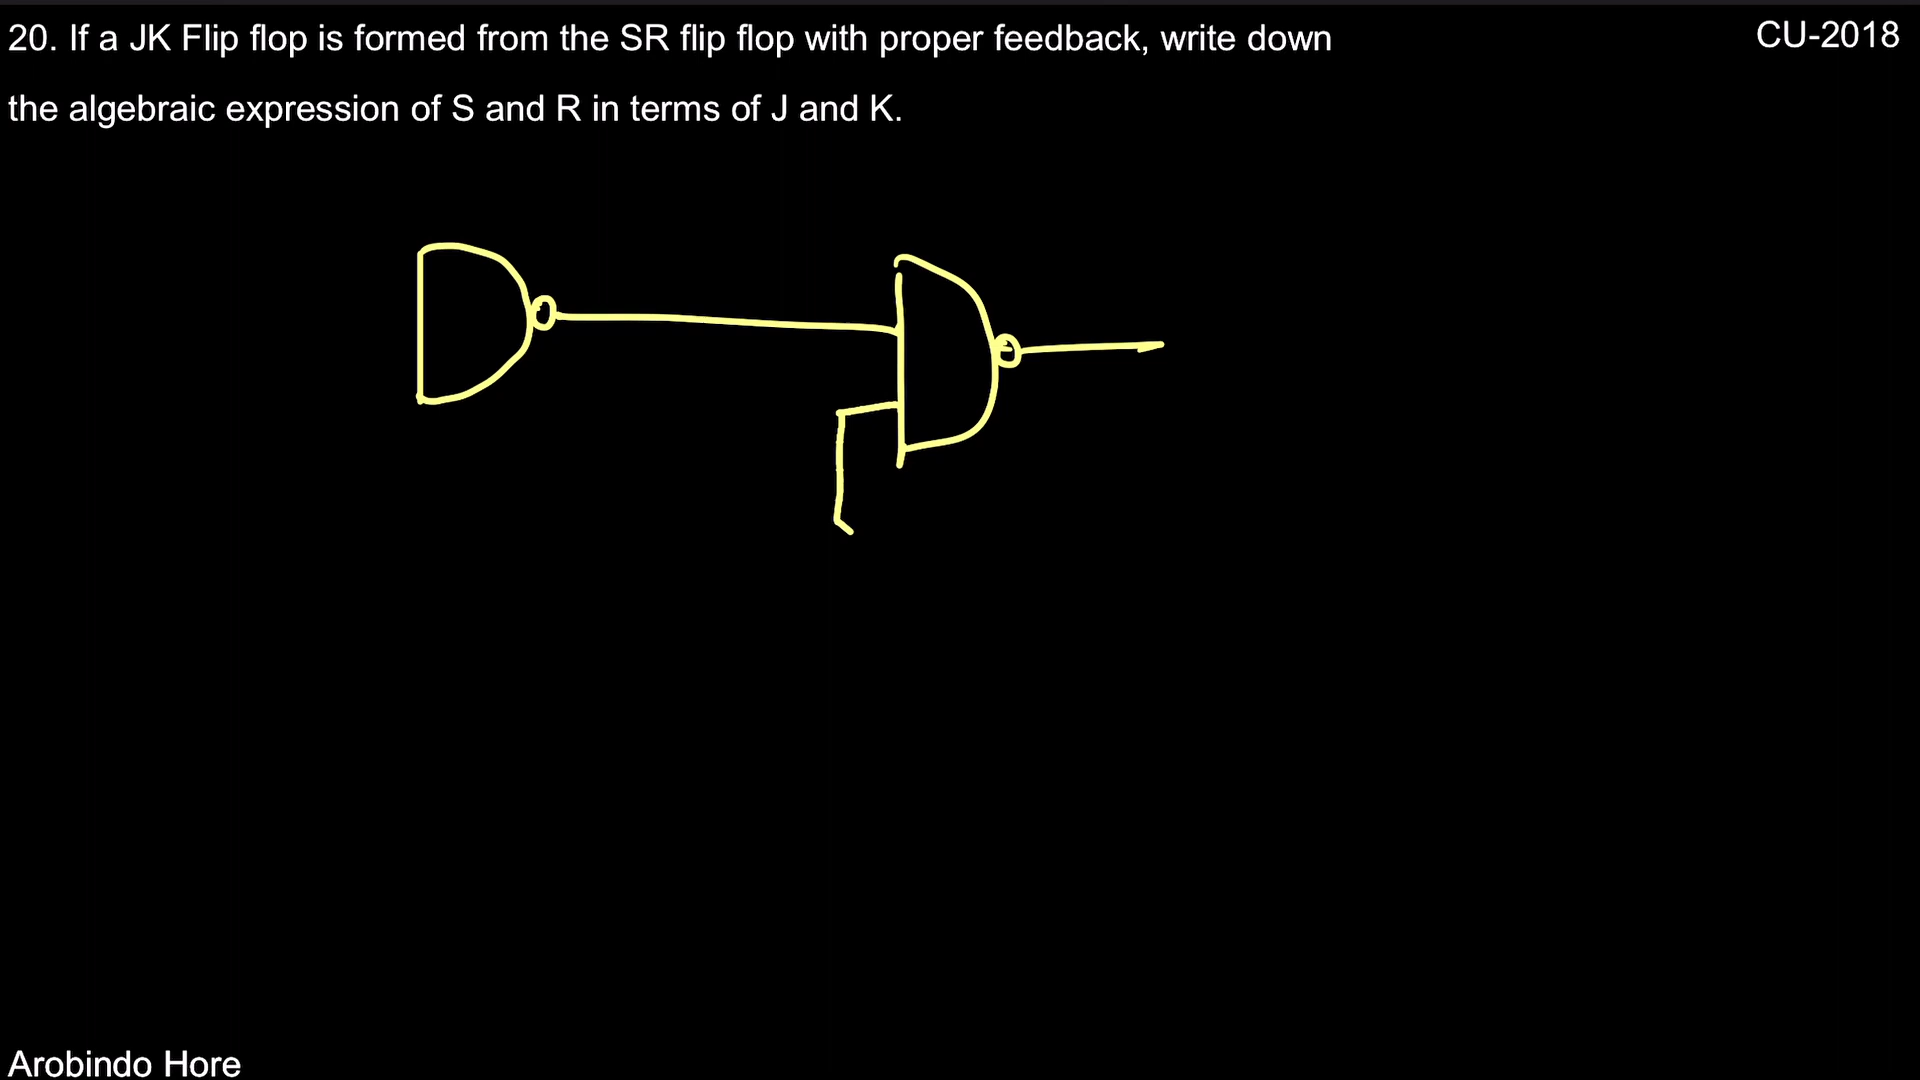 20. If a JK Flip flop is formed from the SR flip flop with proper feedback, write down
CU-2018
the algebraic expression of S and R in terms of J and K.
Arobindo Hore